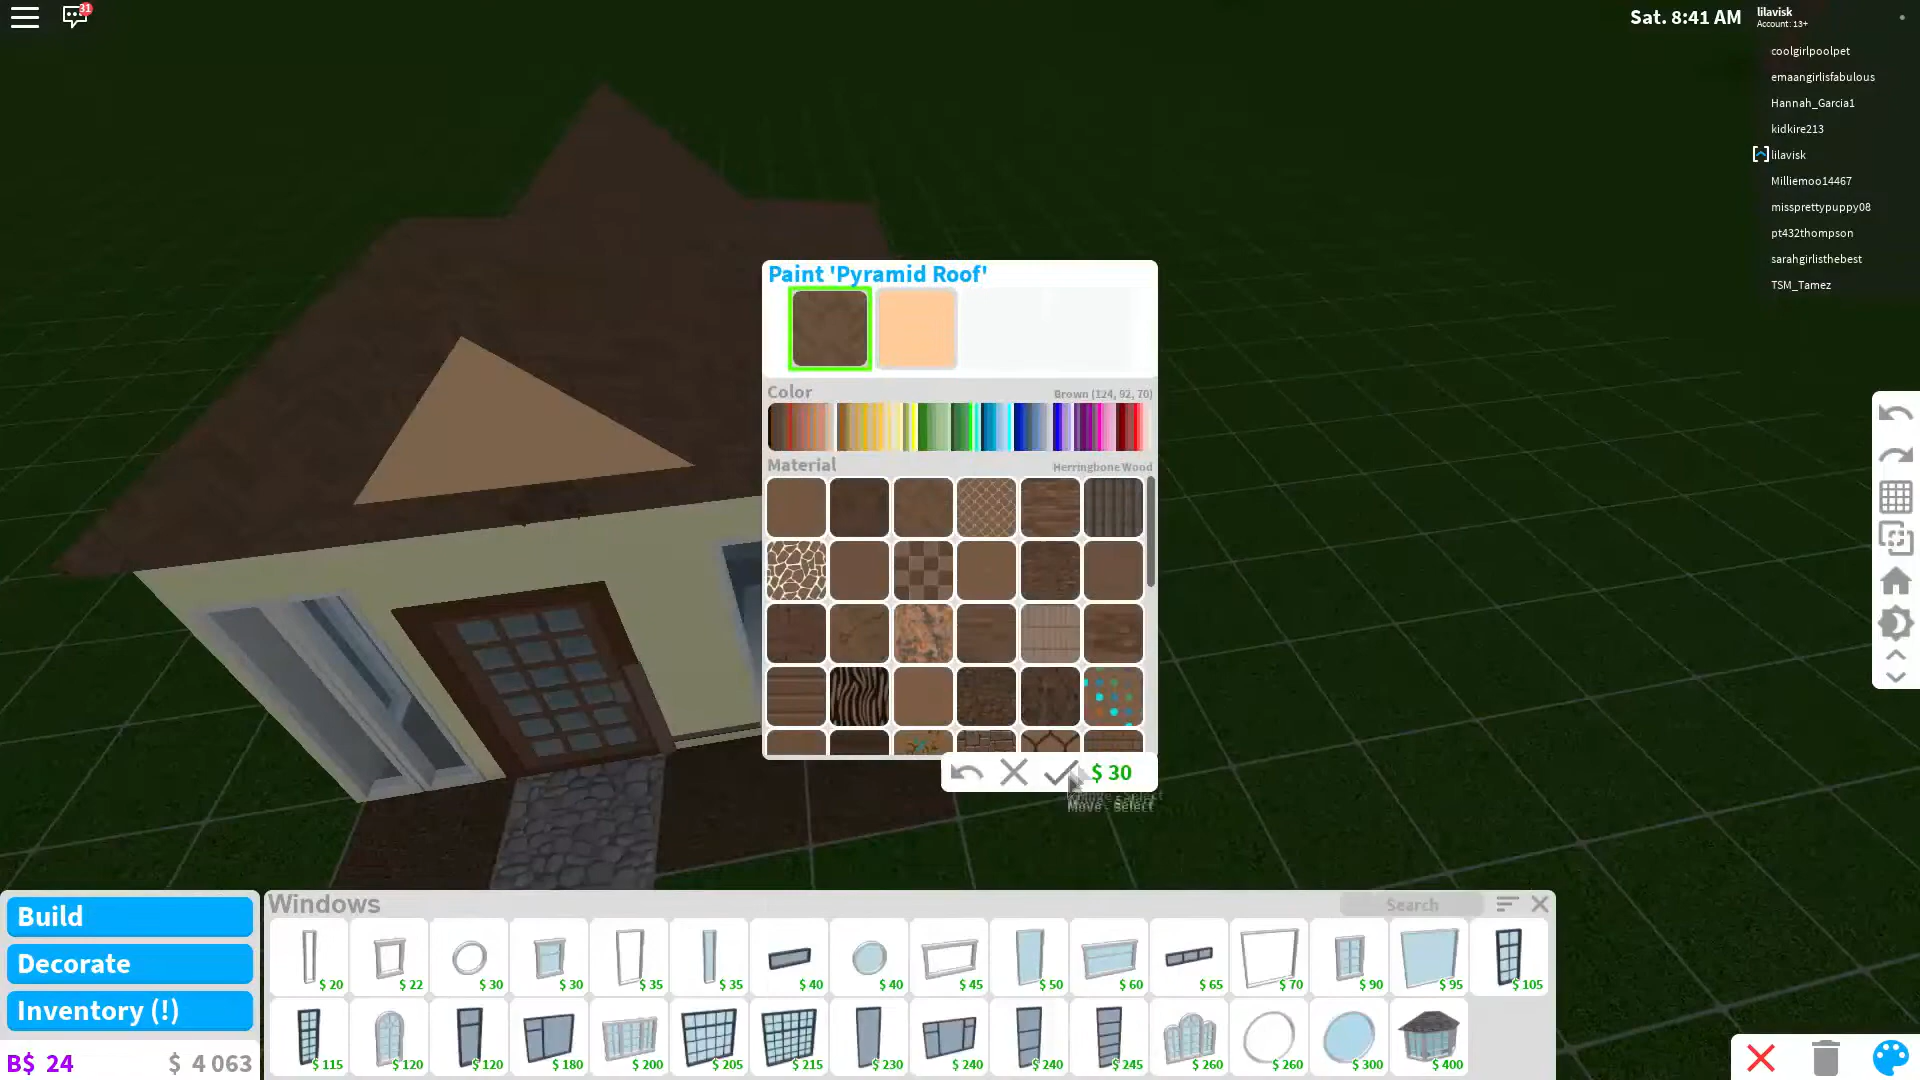 31
Sat. 8:41 AM
lilavisk
Account: 13+
coolgirlpoolpet
emaangirlisfabulous
Hannah_Garcia1
kidkire213
lilavisk
Milliemoo14467
missprettypuppy08
pt432thompson
sarahgirlisthebest
TSM_Tamez
Paint 'Pyramid Roof'
Color
Brown (124, 92, 70)
Material
Herringbone Wood
$ 30
Move - Select
Build
Decorate
Inventory (!)
B$ 24
$ 4 063
Windows
Search
$ 20
$ 22
$ 30
$ 30
$ 35
$ 35
$ 40
$ 40
$ 45
$ 50
$ 60
$ 65
$ 70
$ 90
$ 95
$ 105
$ 115
$ 120
$ 120
$ 180
$ 200
$ 205
$ 215
$ 230
$ 240
$ 240
$ 245
$ 260
$ 260
$ 300
$ 400